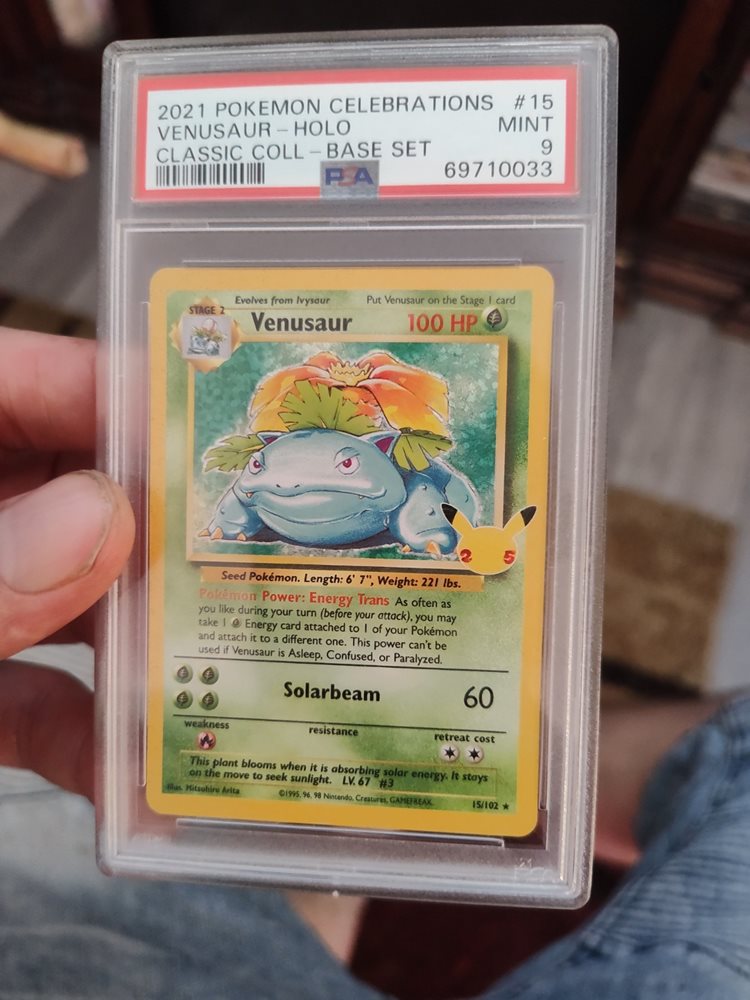 2021 POKEMON CELEBRATIONS #15
VENUSAUR - HOLO MINT
CLASSIC COLL - BASE SET 9
PSA 69710033
STAGE 2 Evolves from Ivysaur Put Venusaur on the Stage 1 card
Venusaur 100 HP
25
Seed Pokémon. Length: 6' 7", Weight: 221 lbs.
Pokémon Power: Energy Trans As often as
you like during your turn (before your attack), you may
take 1 Energy card attached to 1 of your Pokémon
and attach it to a different one. This power can't be
used if Venusaur is Asleep, Confused, or Paralyzed.
Solarbeam 60
weakness resistance retreat cost
This plant blooms when it is absorbing solar energy. It stays
on the move to seek sunlight. LV. 67 #3
Illus. Mitsuhiro Arita ©1995, 96, 98 Nintendo, Creatures, GAMEFREAK. 15/102 ★